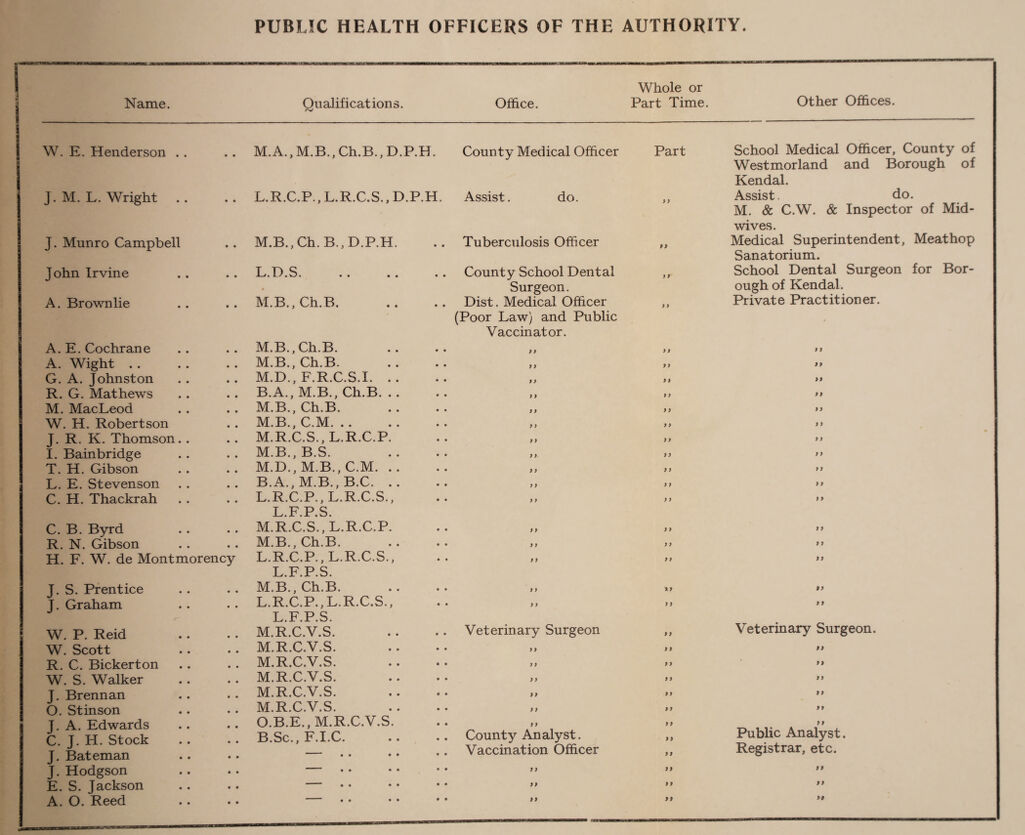 PUBLIC HEALTH OFFICERS OF THE AUTHORITY.
Name. Qualifications. Office. Whole or Part Time. Other Offices.
W. E. Henderson .. .. M.A., M.B., Ch.B., D.P.H. County Medical Officer Part School Medical Officer, County of
Westmorland and Borough of
Kendal.
J. M. L. Wright .. .. L.R.C.P., L.R.C.S., D.P.H. Assist. do. ,, Assist. do.
M. & C.W. & Inspector of Mid-
wives.
J. Munro Campbell .. M.B., Ch. B., D.P.H. .. Tuberculosis Officer ,, Medical Superintendent, Meathop
Sanatorium.
John Irvine .. .. L.D.S. .. .. .. County School Dental ,, School Dental Surgeon for Bor-
Surgeon. ough of Kendal.
A. Brownlie .. .. M.B., Ch.B. .. .. Dist. Medical Officer ,, Private Practitioner.
(Poor Law) and Public
Vaccinator.
A. E. Cochrane .. .. M.B., Ch.B. .. .. ,, ,, ,,
A. Wight .. .. .. M.B., Ch.B. .. .. ,, ,, ,,
G. A. Johnston .. .. M.D., F.R.C.S.I. .. .. ,, ,, ,,
R. G. Mathews .. .. B.A., M.B., Ch.B. .. .. ,, ,, ,,
M. MacLeod .. .. M.B., Ch.B. .. .. ,, ,, ,,
W. H. Robertson .. M.B., C.M. .. .. .. ,, ,, ,,
J. R. K. Thomson .. .. M.R.C.S., L.R.C.P. .. ,, ,, ,,
I. Bainbridge .. .. M.B., B.S. .. .. ,, ,, ,,
T. H. Gibson .. .. M.D., M.B., C.M. .. .. ,, ,, ,,
L. E. Stevenson .. .. B.A., M.B., B.C. .. .. ,, ,, ,,
C. H. Thackrah .. .. L.R.C.P., L.R.C.S., .. ,, ,, ,,
L.F.P.S.
C. B. Byrd .. .. M.R.C.S., L.R.C.P. .. ,, ,, ,,
R. N. Gibson .. .. M.B., Ch.B. .. .. ,, ,, ,,
H. F. W. de Montmorency L.R.C.P., L.R.C.S., .. ,, ,, ,,
L.F.P.S.
J. S. Prentice .. .. M.B., Ch.B. .. .. ,, ,, ,,
J. Graham .. .. L.R.C.P., L.R.C.S., .. ,, ,, ,,
L.F.P.S.
W. P. Reid .. .. M.R.C.V.S. .. .. Veterinary Surgeon ,, Veterinary Surgeon.
W. Scott .. .. M.R.C.V.S. .. .. ,, ,, ,,
R. C. Bickerton .. .. M.R.C.V.S. .. .. ,, ,, ,,
W. S. Walker .. .. M.R.C.V.S. .. .. ,, ,, ,,
J. Brennan .. .. M.R.C.V.S. .. .. ,, ,, ,,
O. Stinson .. .. M.R.C.V.S. .. .. ,, ,, ,,
J. A. Edwards .. .. O.B.E., M.R.C.V.S. .. ,, ,, ,,
C. J. H. Stock .. .. B.Sc., F.I.C. .. .. County Analyst. ,, Public Analyst.
J. Bateman .. .. — .. .. .. Vaccination Officer ,, Registrar, etc.
J. Hodgson .. .. — .. .. .. ,, ,, ,,
E. S. Jackson .. .. — .. .. .. ,, ,, ,,
A. O. Reed .. .. — .. .. .. ,, ,, ,,